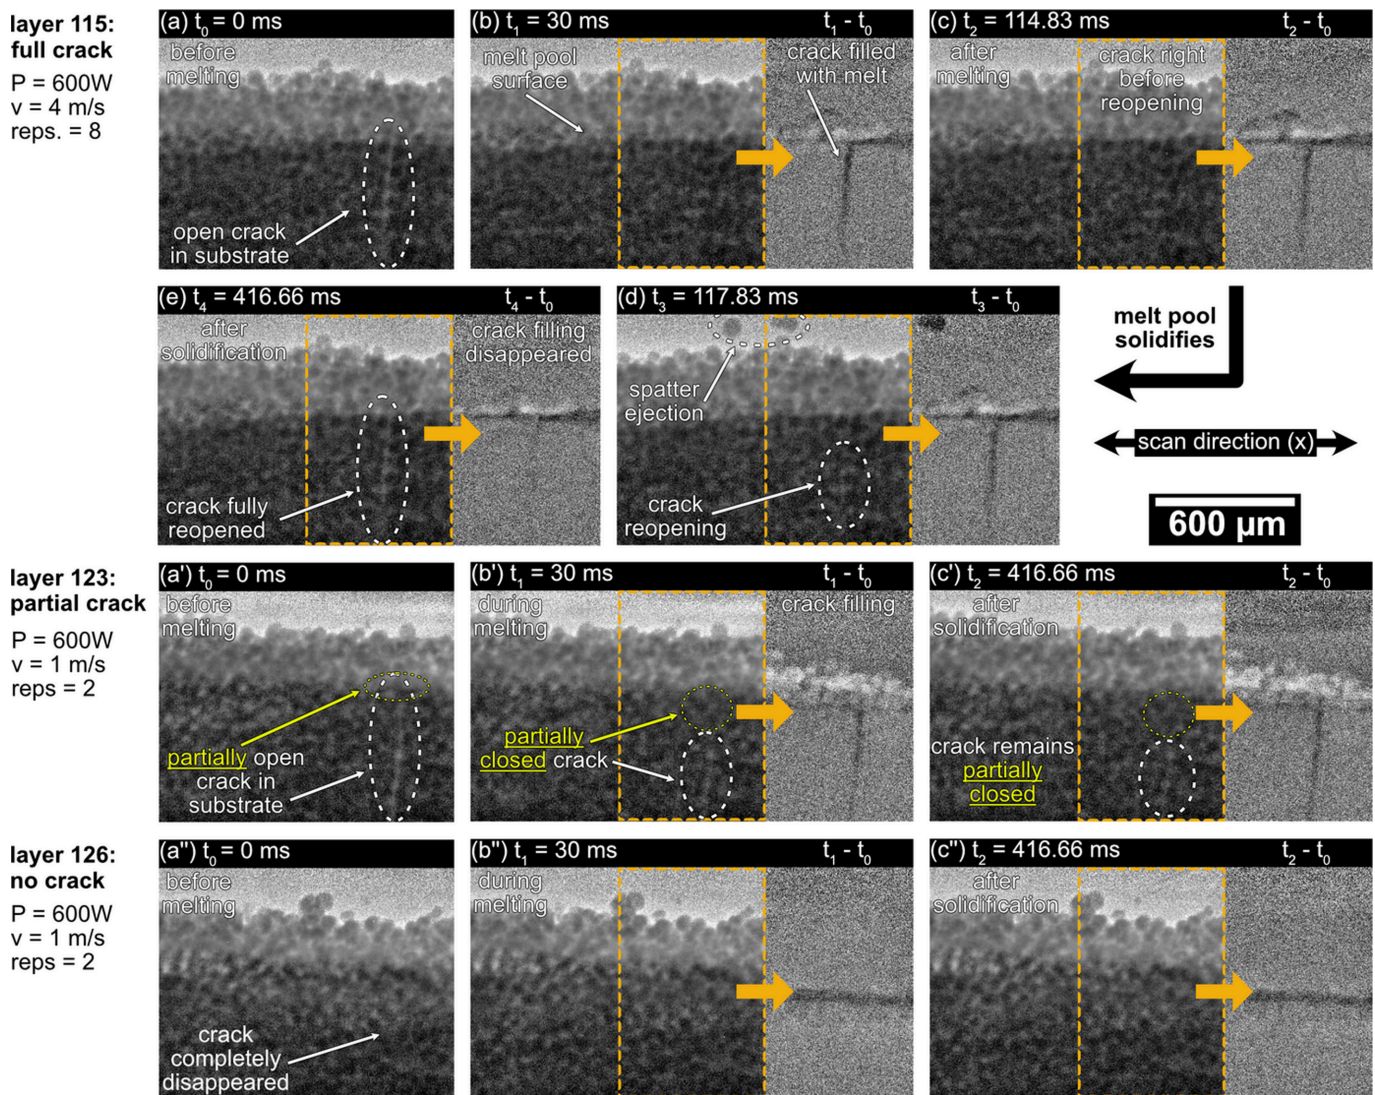 layer 115:
full crack
P = 600W
v = 4 m/s
reps. = 8
(a) t0 = 0 ms
before
melting
open crack
in substrate
(b) t1 = 30 ms
t1 - t0
melt pool
surface
crack filled
with melt
(c) t2 = 114.83 ms
t2 - t0
after
melting
crack right
before
reopening
(e) t4 = 416.66 ms
t4 - t0
after
solidification
crack filling
disappeared
crack fully
reopened
(d) t3 = 117.83 ms
t3 - t0
spatter
ejection
crack
reopening
melt pool
solidifies
scan direction (x)
600 µm
layer 123:
partial crack
P = 600W
v = 1 m/s
reps = 2
(a') t0 = 0 ms
before
melting
partially open
crack in
substrate
(b') t1 = 30 ms
t1 - t0
during
melting
crack filling
partially
closed crack
(c') t2 = 416.66 ms
t2 - t0
after
solidification
crack remains
partially
closed
layer 126:
no crack
P = 600W
v = 1 m/s
reps = 2
(a'') t0 = 0 ms
before
melting
crack
completely
disappeared
(b'') t1 = 30 ms
t1 - t0
during
melting
(c'') t2 = 416.66 ms
t2 - t0
after
solidification